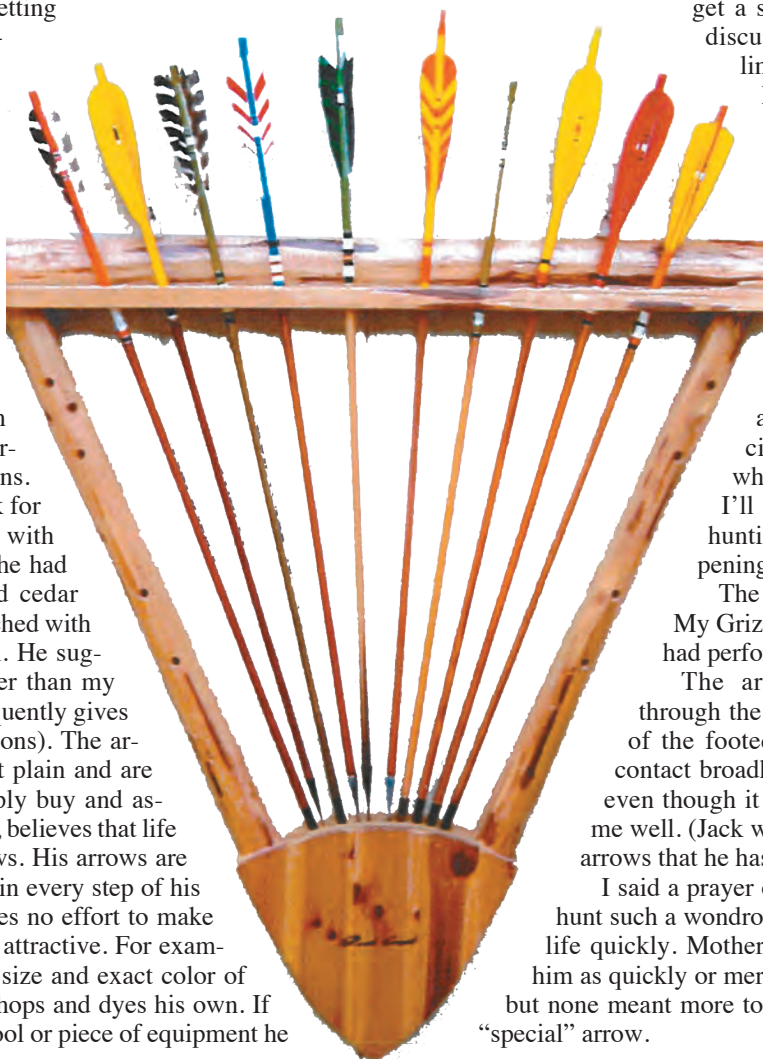 etting
-
n
r-
ns.
k for
with
he had
d cedar
ched with
. He sug-
er than my
quently gives
ons). The ar-
t plain and are
ply buy and as-
, believes that life
ws. His arrows are
in every step of his
es no effort to make
attractive. For exam-
size and exact color of
hops and dyes his own. If
ool or piece of equipment he
get a s
discu
lin
a
ci
wh
I'll
hunti
pening
The
My Griz
had perfo
The ar
through the
of the footed
contact broadh
even though it
me well. (Jack w
arrows that he has
I said a prayer
hunt such a wondro
life quickly. Mother
him as quickly or mer
but none meant more to
“special” arrow.